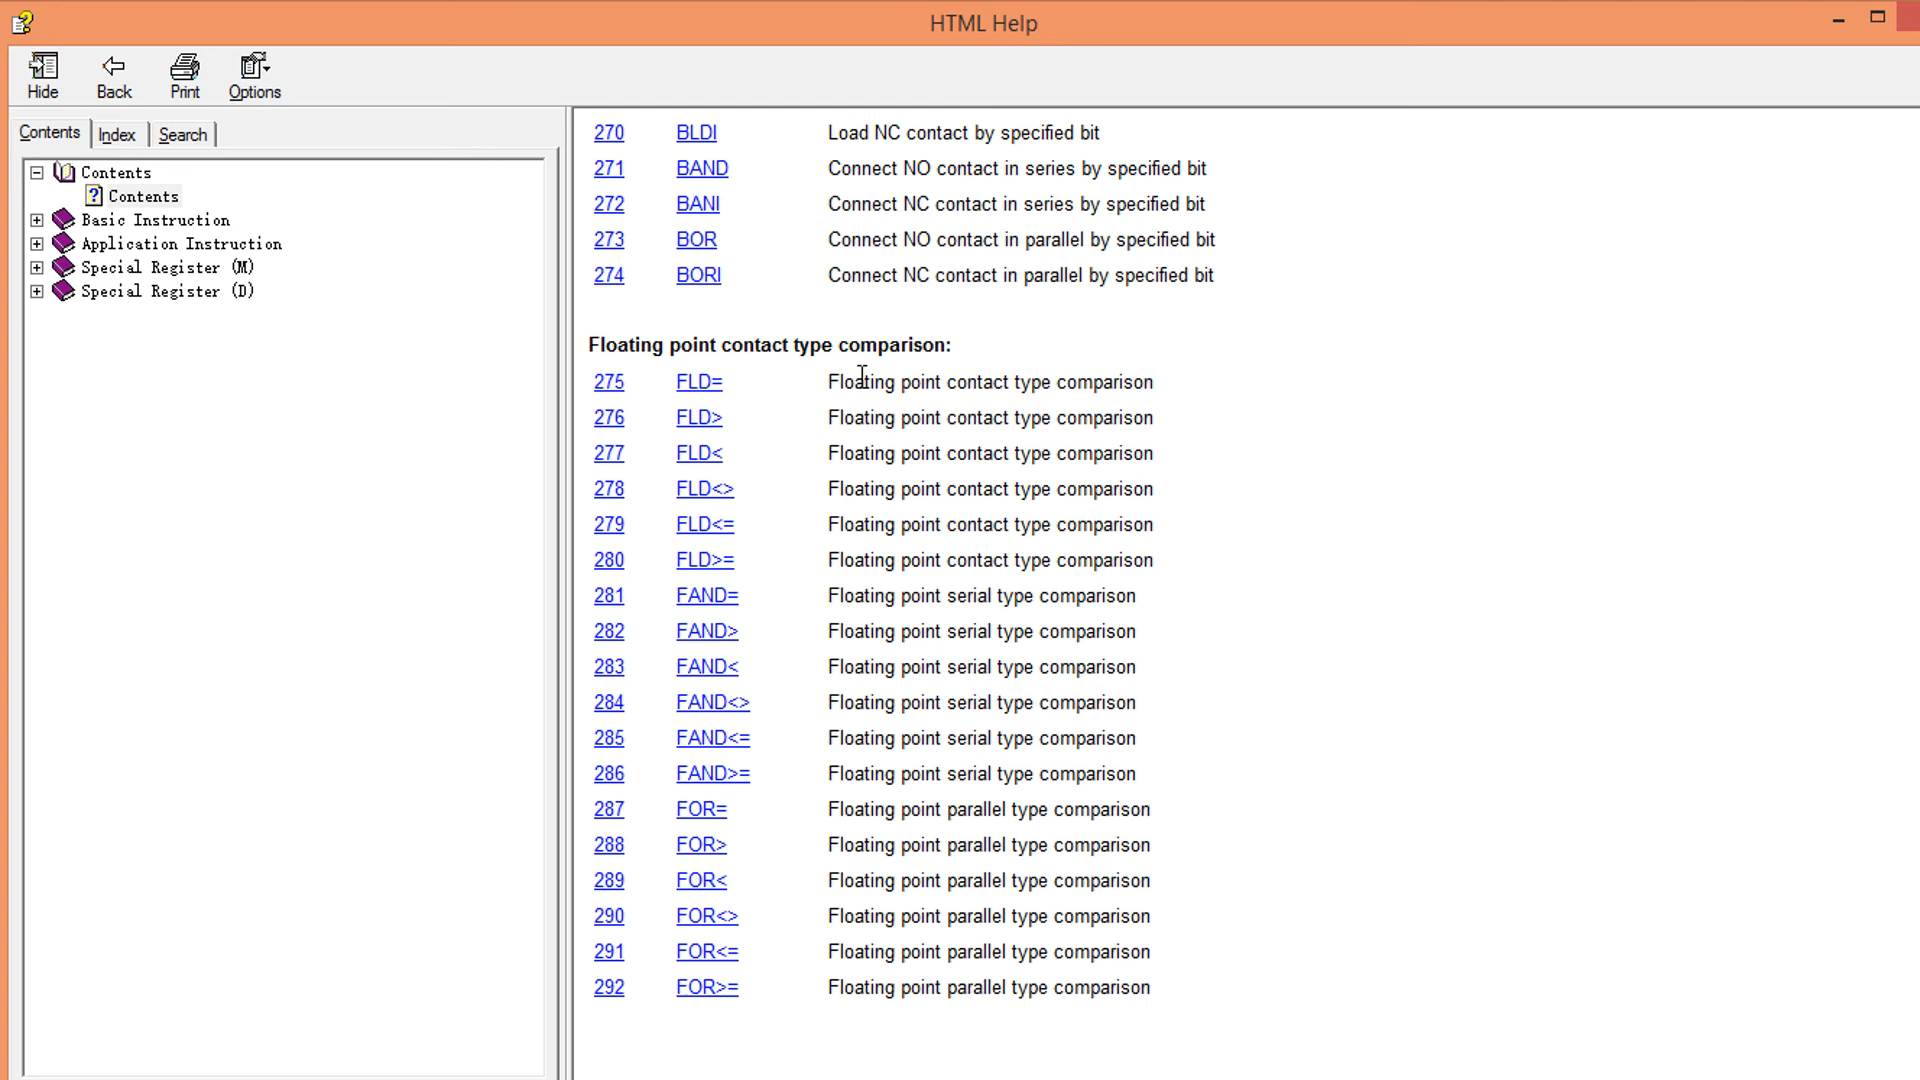 HTML Help
Hide Back Print Options
Contents Index Search
Contents
Contents
Basic Instruction
Application Instruction
Special Register (M)
Special Register (D)
270 BLDI Load NC contact by specified bit
271 BAND Connect NO contact in series by specified bit
272 BANI Connect NC contact in series by specified bit
273 BOR Connect NO contact in parallel by specified bit
274 BORI Connect NC contact in parallel by specified bit
Floating point contact type comparison:
275 FLD= Floating point contact type comparison
276 FLD> Floating point contact type comparison
277 FLD< Floating point contact type comparison
278 FLD<> Floating point contact type comparison
279 FLD<= Floating point contact type comparison
280 FLD>= Floating point contact type comparison
281 FAND= Floating point serial type comparison
282 FAND> Floating point serial type comparison
283 FAND< Floating point serial type comparison
284 FAND<> Floating point serial type comparison
285 FAND<= Floating point serial type comparison
286 FAND>= Floating point serial type comparison
287 FOR= Floating point parallel type comparison
288 FOR> Floating point parallel type comparison
289 FOR< Floating point parallel type comparison
290 FOR<> Floating point parallel type comparison
291 FOR<= Floating point parallel type comparison
292 FOR>= Floating point parallel type comparison